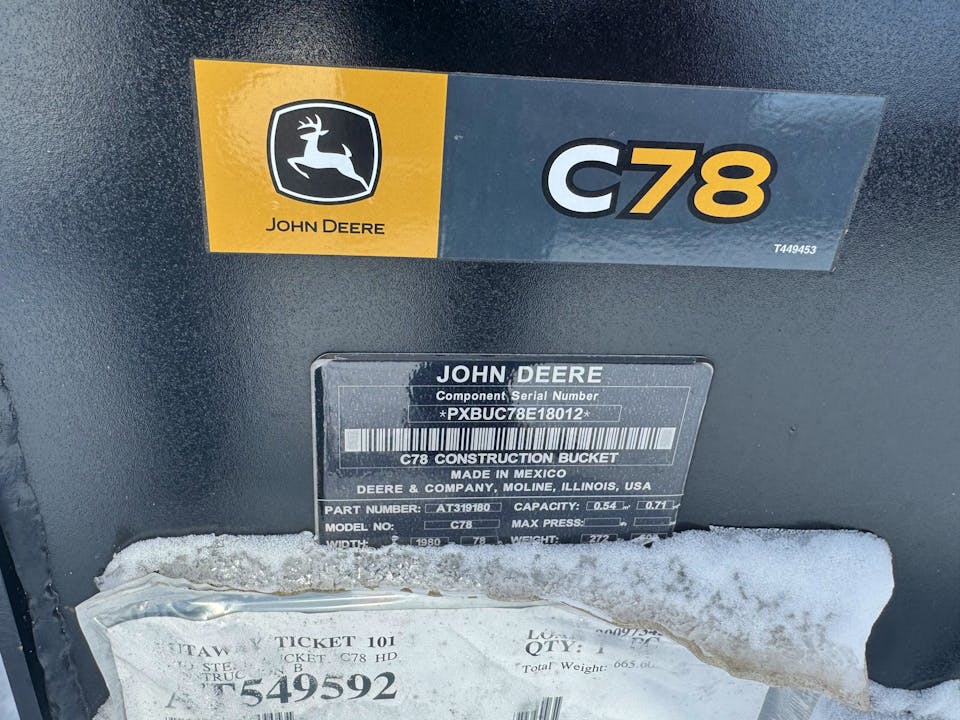 JOHN DEERE
C78
T449453
JOHN DEERE
Component Serial Number
*PXBUC78E18012*
C78 CONSTRUCTION BUCKET
MADE IN MEXICO
DEERE & COMPANY, MOLINE, ILLINOIS, USA
PART NUMBER: AT319180 CAPACITY: 0.54 0.71
MODEL NO: C78 MAX PRESS:
WIDTH: 1980 78 WEIGHT: 272
TICKET 101
QTY: 1
C78 HD
Total Weight:
549592